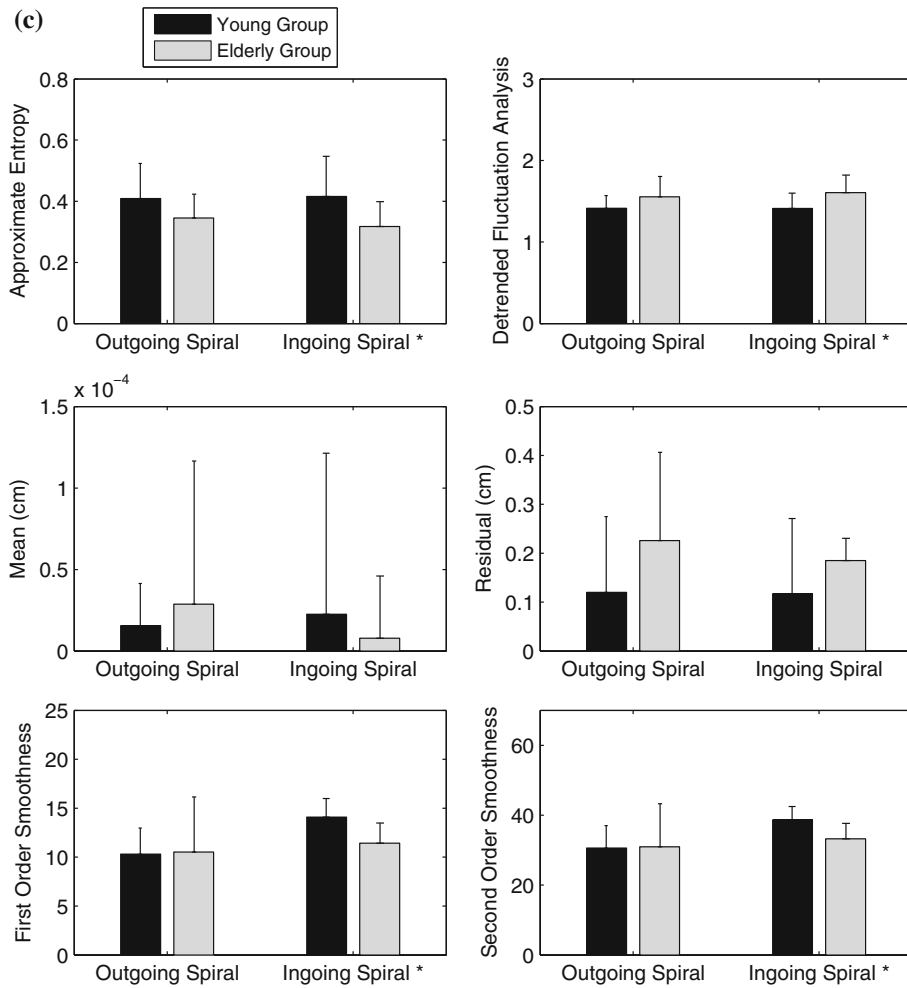 (c)
Young Group
Elderly Group
Approximate Entropy
0.8
0.6
0.4
0.2
0
Outgoing Spiral
Ingoing Spiral *
Detrended Fluctuation Analysis
3
2
1
0
Outgoing Spiral
Ingoing Spiral *
x 10⁻⁴
Mean (cm)
1.5
1
0.5
0
Outgoing Spiral
Ingoing Spiral
Residual (cm)
0.5
0.4
0.3
0.2
0.1
0
Outgoing Spiral
Ingoing Spiral
First Order Smoothness
25
20
15
10
5
0
Outgoing Spiral
Ingoing Spiral *
Second Order Smoothness
60
40
20
0
Outgoing Spiral
Ingoing Spiral *